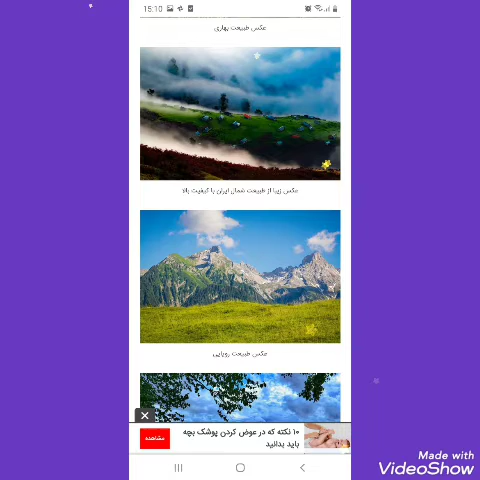 15:10
عکس طبیعت بهاری
عکس زیبا از طبیعت شمال ایران با کیفیت بالا
عکس طبیعت رویایی
۱۰ نکته که در عوض کردن پوشک بچه
باید بدانید
مشاهده
Made with
VideoShow